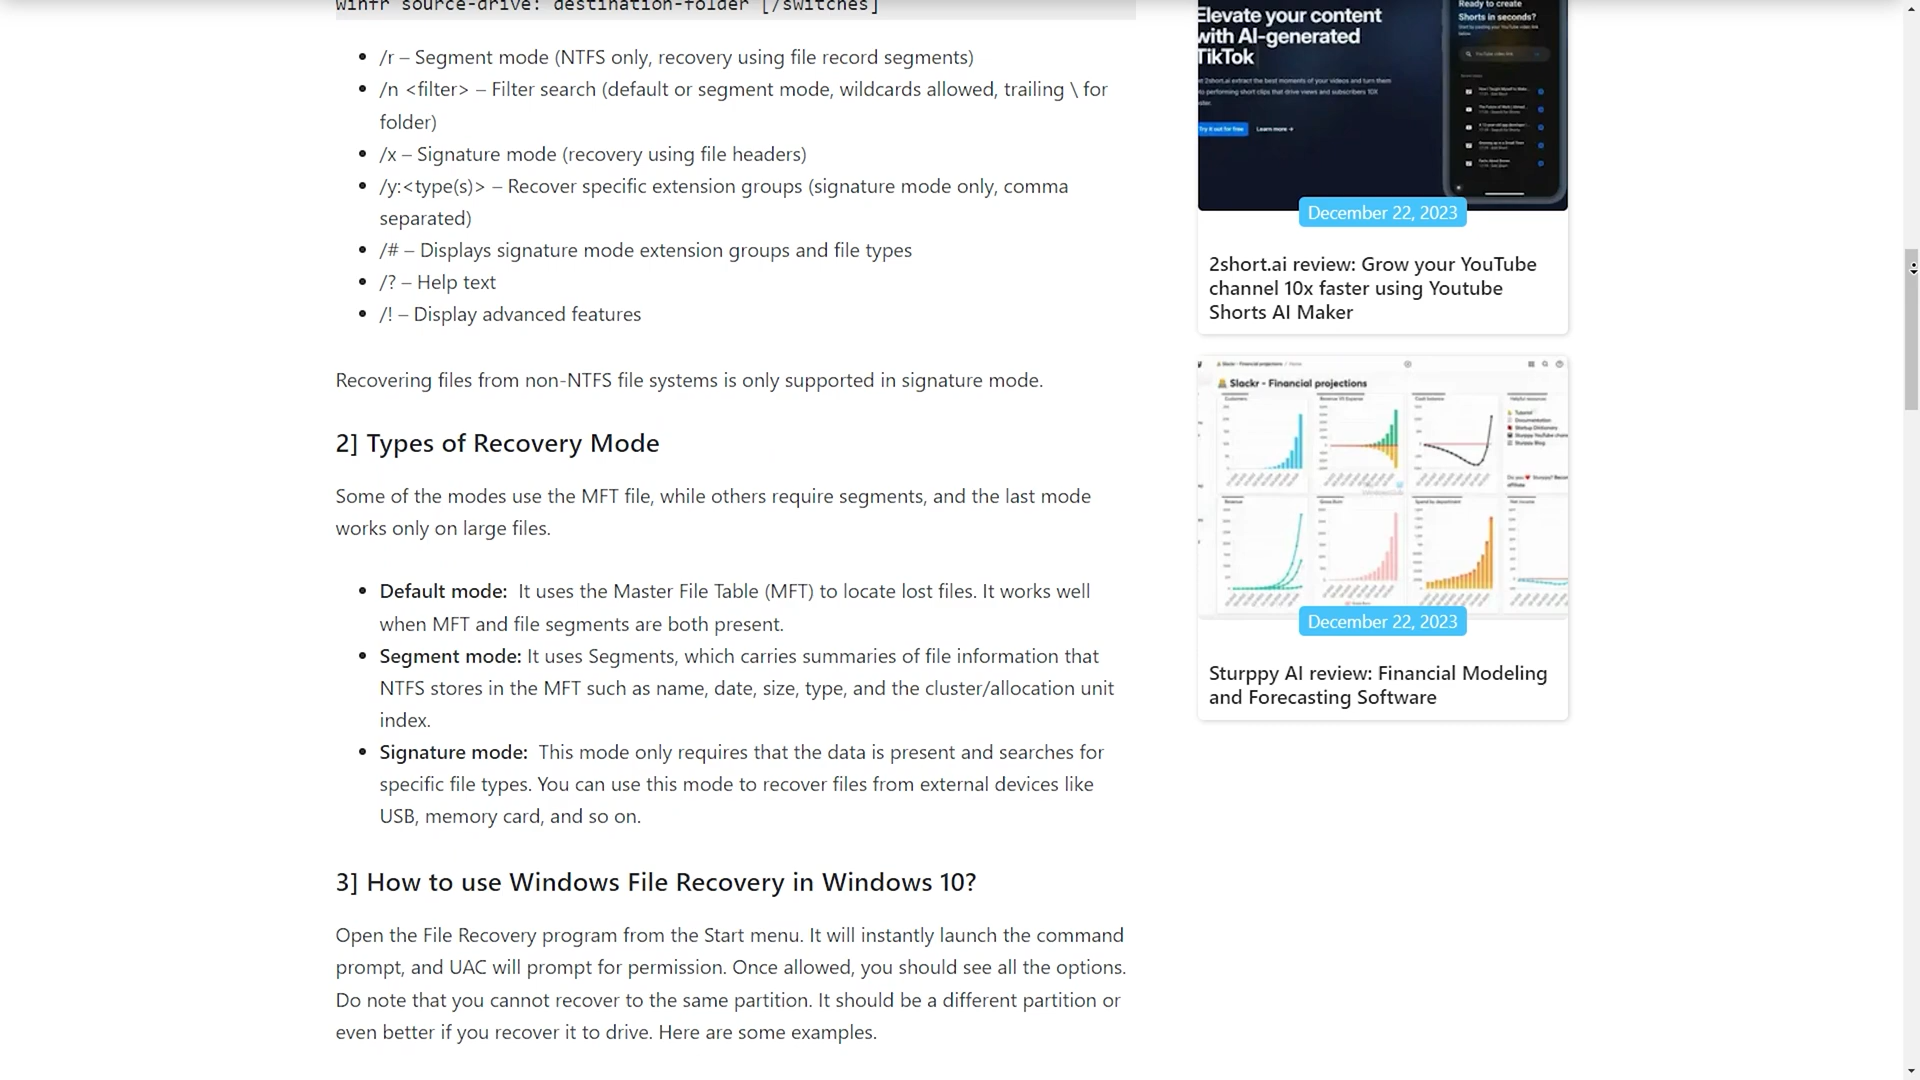 winfr source-drive: destination-folder [/switches]
/r – Segment mode (NTFS only, recovery using file record segments)
/n <filter> – Filter search (default or segment mode, wildcards allowed, trailing \ for
folder)
/x – Signature mode (recovery using file headers)
/y:<type(s)> – Recover specific extension groups (signature mode only, comma
separated)
/# – Displays signature mode extension groups and file types
/? – Help text
/! – Display advanced features
Recovering files from non-NTFS file systems is only supported in signature mode.
2] Types of Recovery Mode
Some of the modes use the MFT file, while others require segments, and the last mode
works only on large files.
Default mode: It uses the Master File Table (MFT) to locate lost files. It works well
when MFT and file segments are both present.
Segment mode: It uses Segments, which carries summaries of file information that
NTFS stores in the MFT such as name, date, size, type, and the cluster/allocation unit
index.
Signature mode: This mode only requires that the data is present and searches for
specific file types. You can use this mode to recover files from external devices like
USB, memory card, and so on.
3] How to use Windows File Recovery in Windows 10?
Open the File Recovery program from the Start menu. It will instantly launch the command
prompt, and UAC will prompt for permission. Once allowed, you should see all the options.
Do note that you cannot recover to the same partition. It should be a different partition or
even better if you recover it to drive. Here are some examples.
Elevate your content
with AI-generated
TikTok
Try it out for free
Learn more →
Ready to create
Shorts in seconds?
December 22, 2023
2short.ai review: Grow your YouTube
channel 10x faster using Youtube
Shorts AI Maker
Slackr - Financial projections
December 22, 2023
Sturppy AI review: Financial Modeling
and Forecasting Software